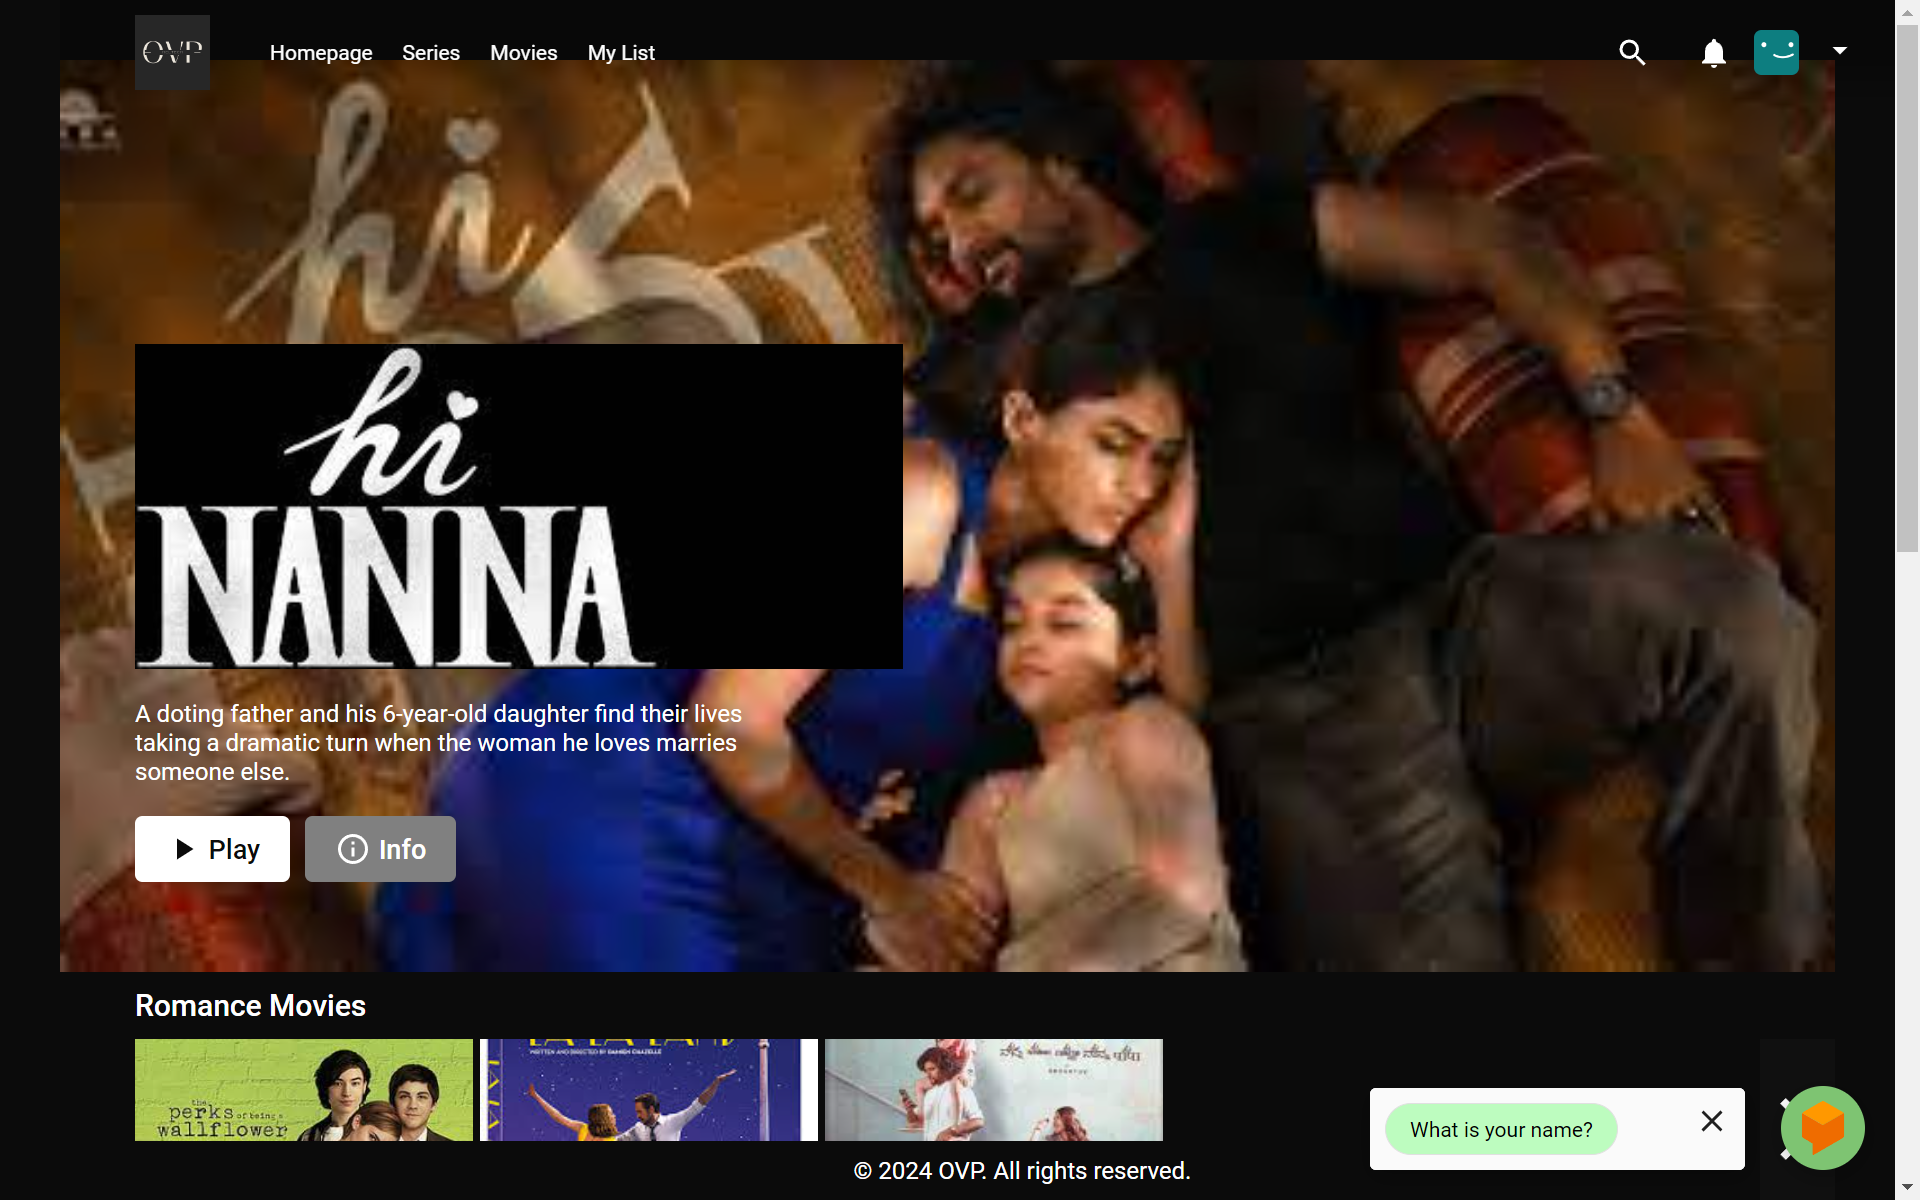 OVP
Homepage Series Movies My List
hi
hi
NANNA
A doting father and his 6-year-old daughter find their lives
taking a dramatic turn when the woman he loves marries
someone else.
Play Info
Romance Movies
the
perks of being a
wallflower
WRITTEN AND DIRECTED BY DAMIEN CHAZELLE
What is your name?
© 2024 OVP. All rights reserved.